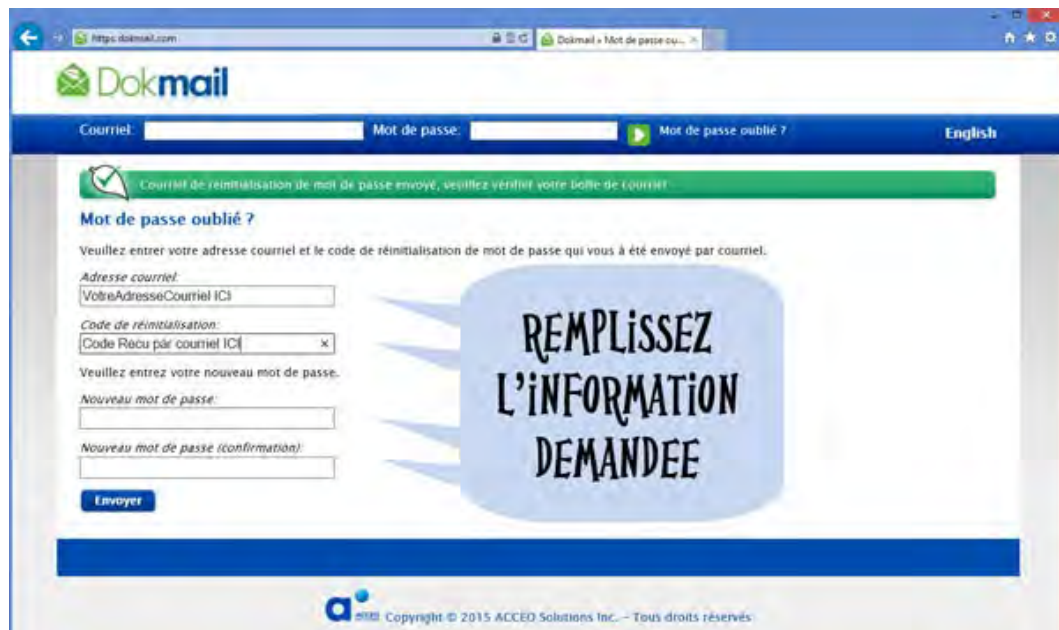 https:dokmail.com
Dokmail » Mot de passe ou...
Dokmail
Courriel:
Mot de passe:
Mot de passe oublié ?
English
Courriel de réinitialisation de mot de passe envoyé, veuillez vérifier votre boîte de courriel
Mot de passe oublié ?
Veuillez entrer votre adresse courriel et le code de réinitialisation de mot de passe qui vous à été envoyé par courriel.
Adresse courriel:
VotreAdresseCourriel ICI
Code de réinitialisation:
Code Recu par courriel ICI
Veuillez entrez votre nouveau mot de passe.
Nouveau mot de passe:
Nouveau mot de passe (confirmation):
Envoyer
REMPLISSEZ
L'INFORMATION
DEMANDEE
Copyright © 2015 ACCEO Solutions Inc. - Tous droits réservés